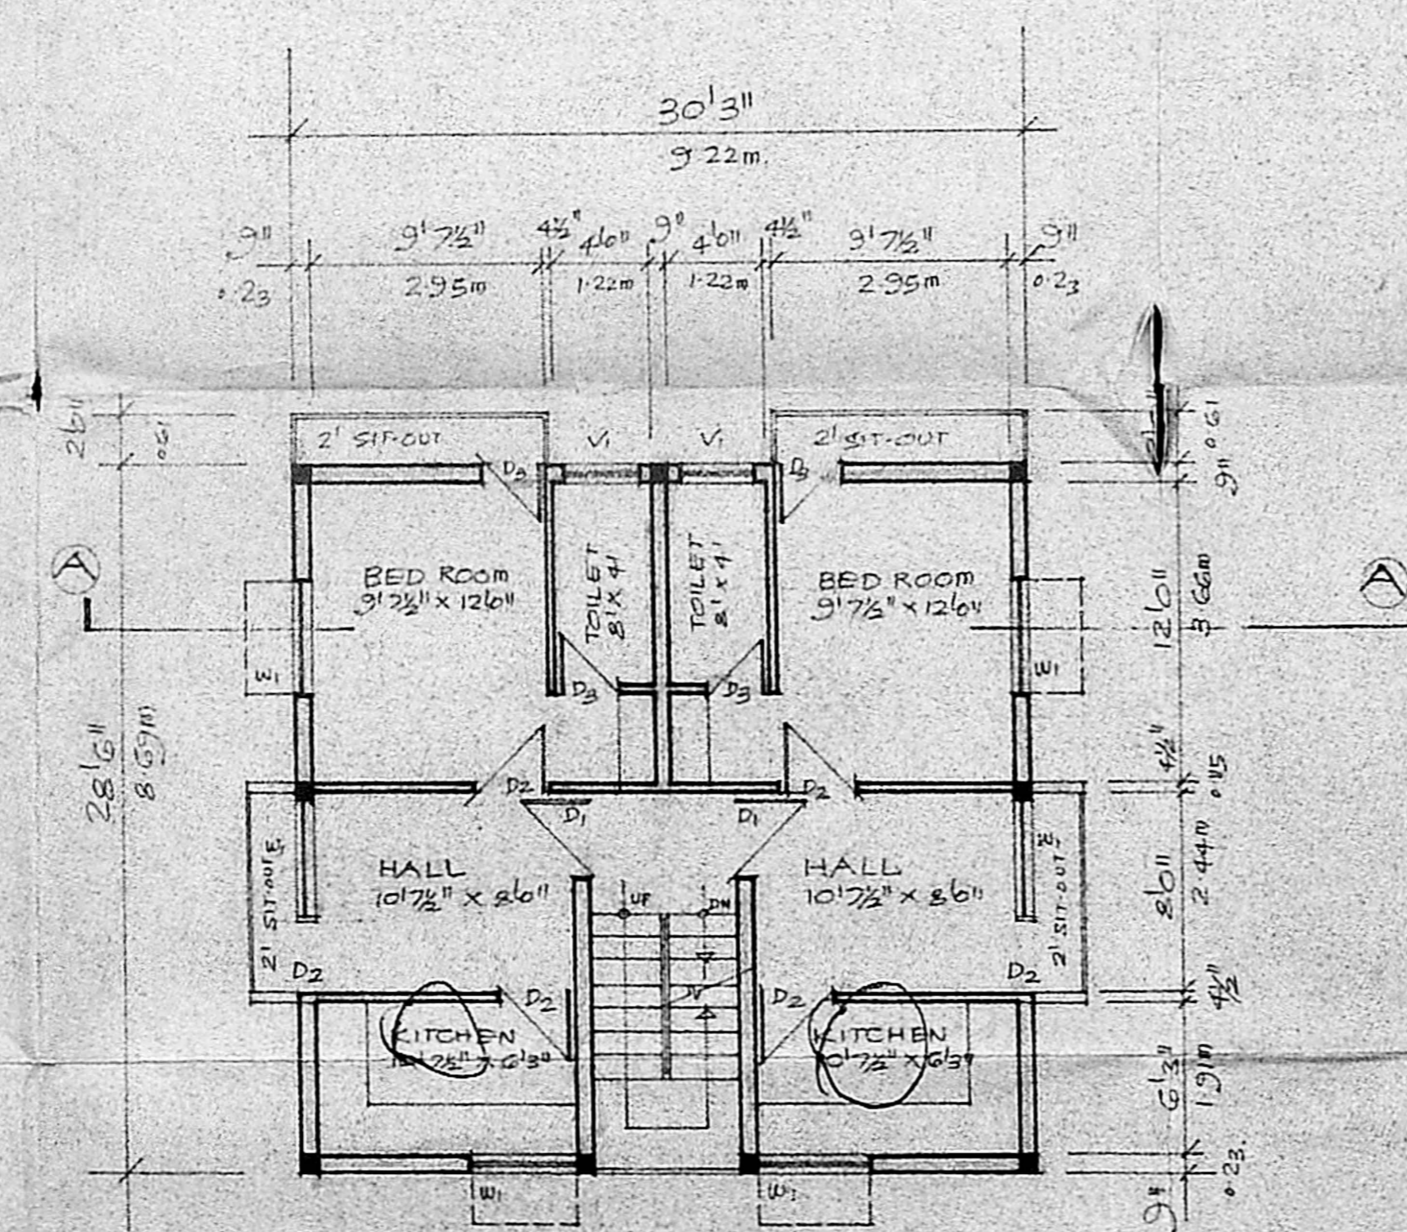 30'3"
9.22m.
9" 9'7½" 4½" 4'0" 9" 4'0" 4½" 9'7½" 9"
0.23 2.95m 1.22m 1.22m 2.95m 0.23
2'0" 0.61
2' SIT-OUT V1 V1 2' SIT-OUT
D3 D3
0.61
9"
A
A
BED ROOM
9'7½" x 12'0"
TOILET
8' x 4'
TOILET
8' x 4'
BED ROOM
9'7½" x 12'0"
12'0"
3.66m
W1 D3 D3 W1
28'6"
8.69m
4½"
0.115
D2 D2
D1 D1
HALL
10'7½" x 8'0"
HALL
10'7½" x 8'0"
2' SIT-OUT
2' SIT-OUT
UP DN
8'0"
2.44m
D2 D2 D2 D2
4½"
KITCHEN
10'7½" x 6'3"
KITCHEN
10'7½" x 6'3"
6'3"
1.91m
W1 W1
9"
0.23.